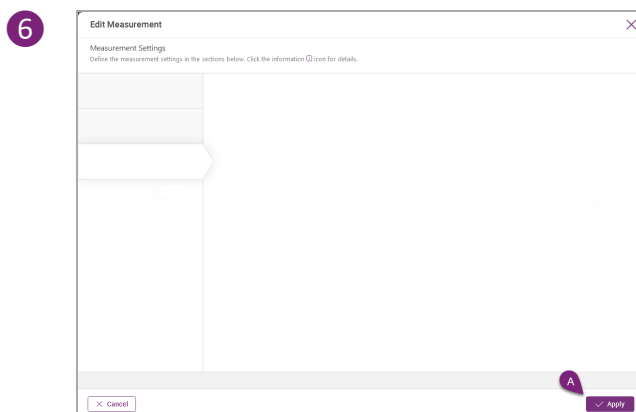 6
Edit Measurement
Measurement Settings
Define the measurement settings in the sections below. Click the information ⓘ icon for details.
A
Cancel
Apply